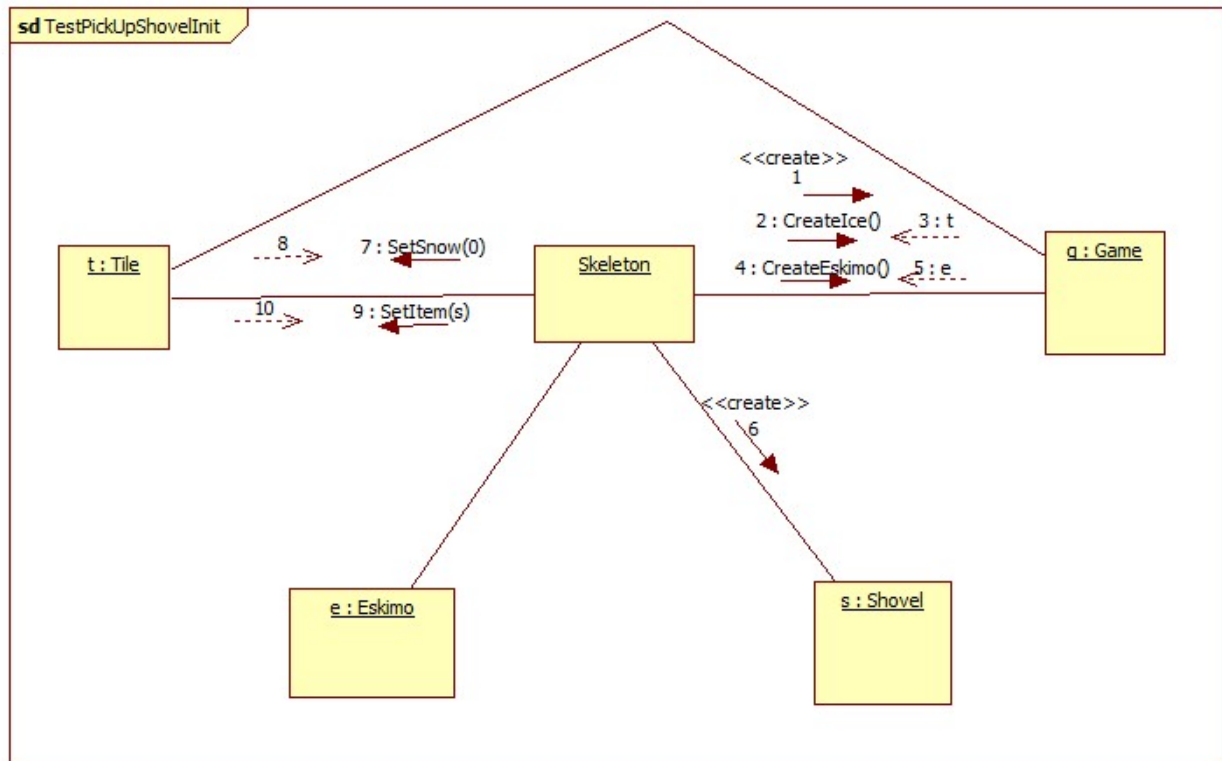 sd TestPickUpShovelInit
<<create>>
1
2 : CreateIce()
3 : t
8
7 : SetSnow(0)
t : Tile
Skeleton
4 : CreateEskimo()
5 : e
g : Game
10
9 : SetItem(s)
<<create>>
6
e : Eskimo
s : Shovel